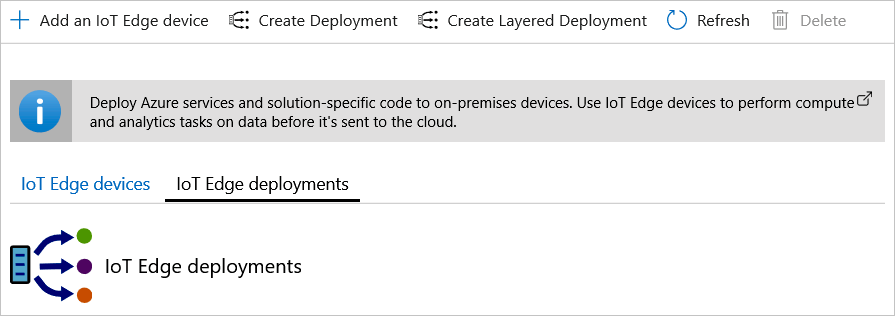 Add an IoT Edge device Create Deployment Create Layered Deployment Refresh Delete
Deploy Azure services and solution-specific code to on-premises devices. Use IoT Edge devices to perform compute
and analytics tasks on data before it's sent to the cloud.
IoT Edge devices IoT Edge deployments
IoT Edge deployments